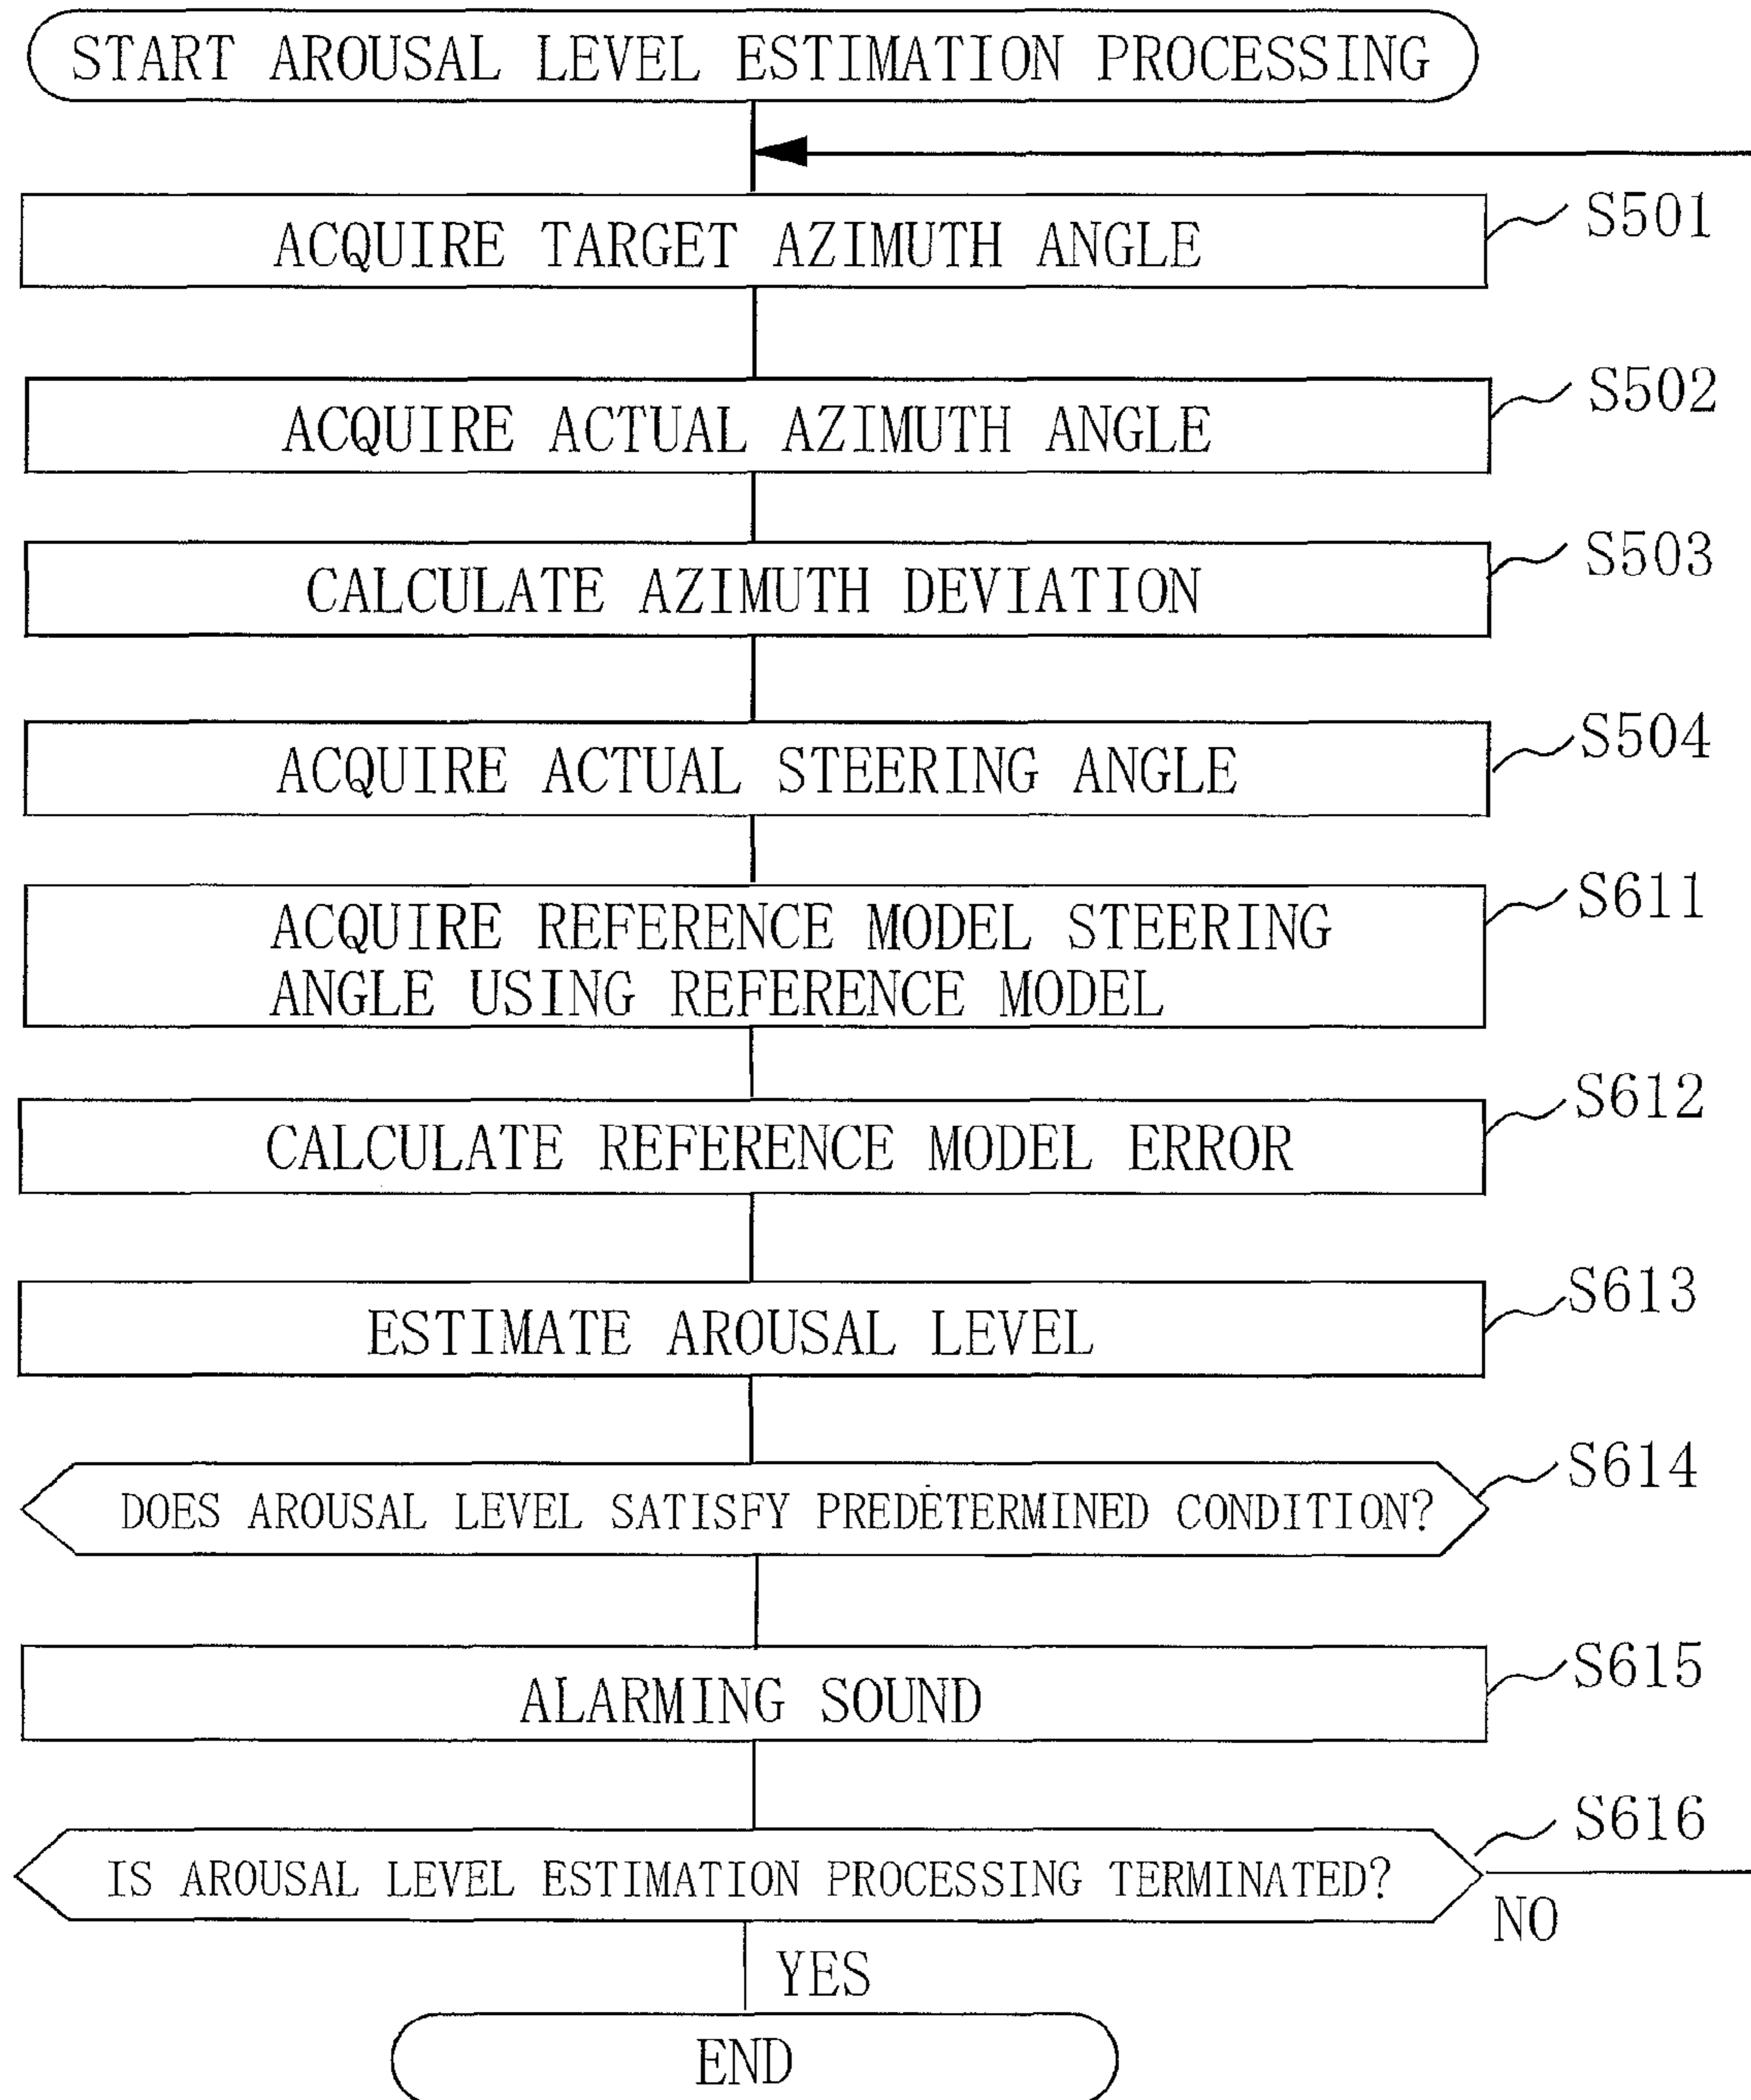 START AROUSAL LEVEL ESTIMATION PROCESSING
ACQUIRE TARGET AZIMUTH ANGLE
S501
ACQUIRE ACTUAL AZIMUTH ANGLE
S502
CALCULATE AZIMUTH DEVIATION
S503
ACQUIRE ACTUAL STEERING ANGLE
S504
ACQUIRE REFERENCE MODEL STEERING
ANGLE USING REFERENCE MODEL
S611
CALCULATE REFERENCE MODEL ERROR
S612
ESTIMATE AROUSAL LEVEL
S613
DOES AROUSAL LEVEL SATISFY PREDETERMINED CONDITION?
S614
ALARMING SOUND
S615
IS AROUSAL LEVEL ESTIMATION PROCESSING TERMINATED?
S616
NO
YES
END